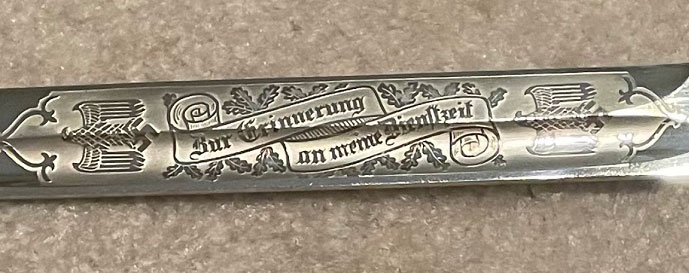 Zur Erinnerung
an meine Dienstzeit